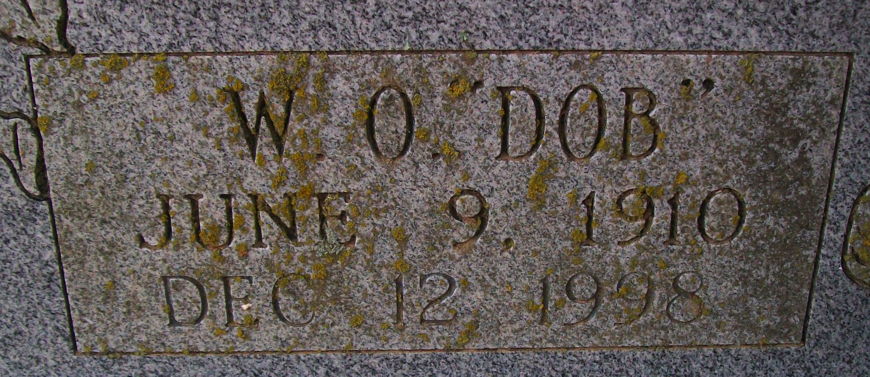 W. O. "DOB"
JUNE 9, 1910
DEC 12 1998